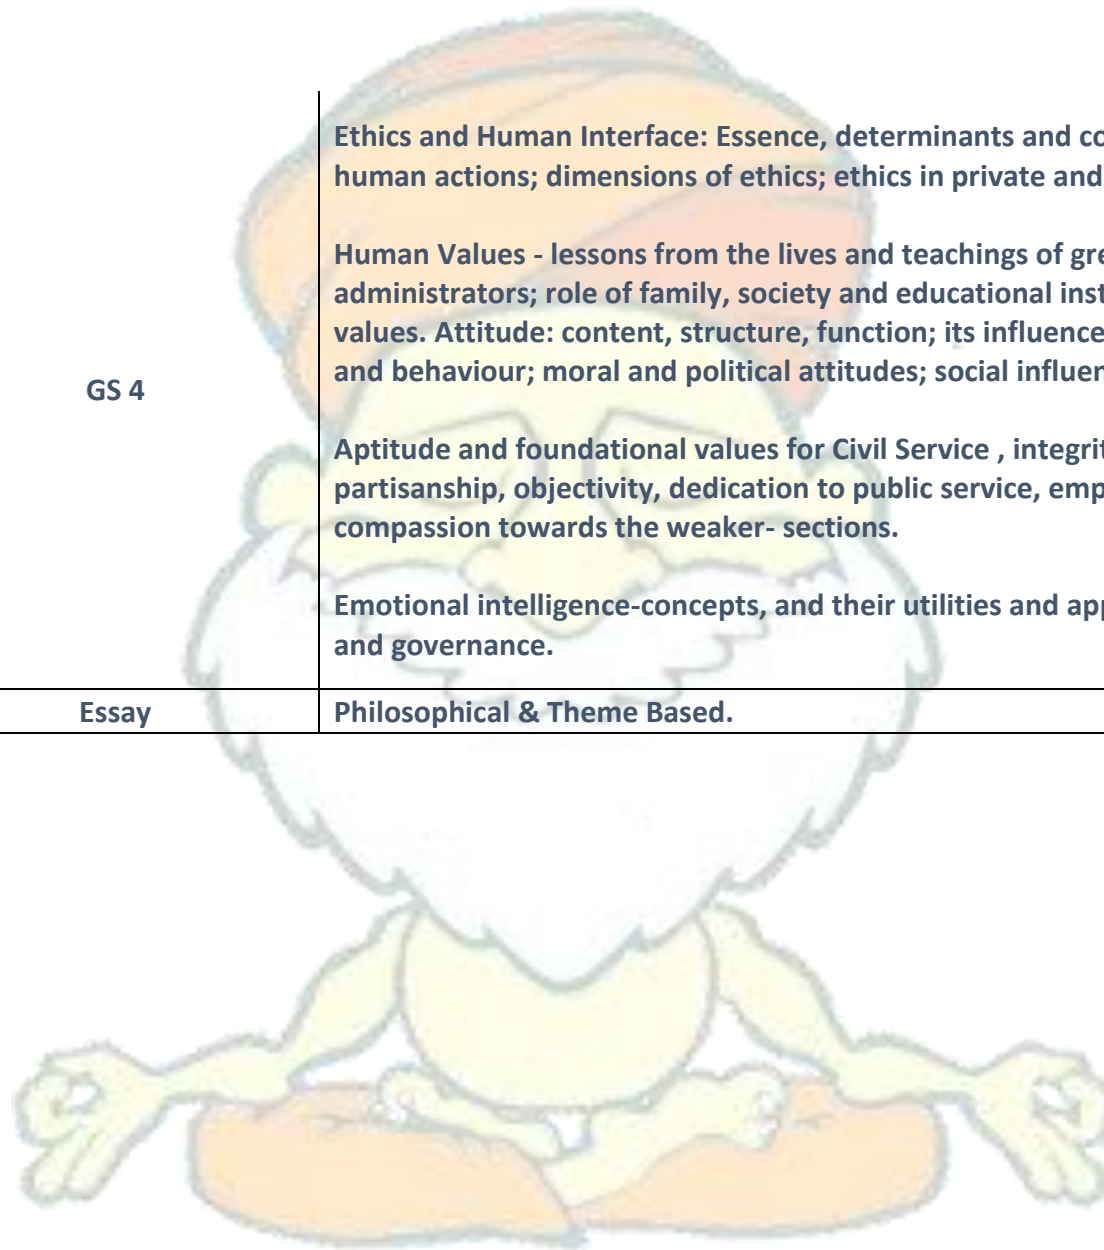 Ethics and Human Interface: Essence, determinants and co
human actions; dimensions of ethics; ethics in private and
Human Values - lessons from the lives and teachings of gre
administrators; role of family, society and educational inst
values. Attitude: content, structure, function; its influence
and behaviour; moral and political attitudes; social influen
GS 4
Aptitude and foundational values for Civil Service , integrit
partisanship, objectivity, dedication to public service, emp
compassion towards the weaker- sections.
Emotional intelligence-concepts, and their utilities and app
and governance.
Essay
Philosophical & Theme Based.